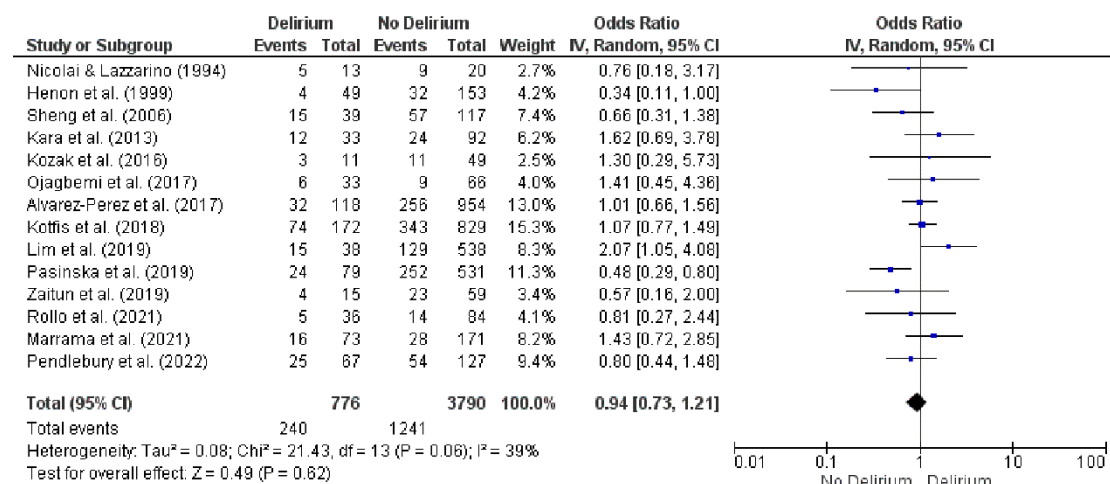 Delirium No Delirium Odds Ratio Odds Ratio
Study or Subgroup Events Total Events Total Weight IV, Random, 95% CI IV, Random, 95% CI
Nicolai & Lazzarino (1994) 5 13 9 20 2.7% 0.76 [0.18, 3.17]
Henon et al. (1999) 4 49 32 153 4.2% 0.34 [0.11, 1.00]
Sheng et al. (2006) 15 39 57 117 7.4% 0.66 [0.31, 1.38]
Kara et al. (2013) 12 33 24 92 6.2% 1.62 [0.69, 3.78]
Kozak et al. (2016) 3 11 11 49 2.5% 1.30 [0.29, 5.73]
Ojagbemi et al. (2017) 6 33 9 66 4.0% 1.41 [0.45, 4.36]
Alvarez-Perez et al. (2017) 32 118 256 954 13.0% 1.01 [0.66, 1.56]
Kotfis et al. (2018) 74 172 343 829 15.3% 1.07 [0.77, 1.49]
Lim et al. (2019) 15 38 129 538 8.3% 2.07 [1.05, 4.08]
Pasinska et al. (2019) 24 79 252 531 11.3% 0.48 [0.29, 0.80]
Zaitun et al. (2019) 4 15 23 59 3.4% 0.57 [0.16, 2.00]
Rollo et al. (2021) 5 36 14 84 4.1% 0.81 [0.27, 2.44]
Marrama et al. (2021) 16 73 28 171 8.2% 1.43 [0.72, 2.85]
Pendlebury et al. (2022) 25 67 54 127 9.4% 0.80 [0.44, 1.48]
Total (95% CI) 776 3790 100.0% 0.94 [0.73, 1.21]
Total events 240 1241
Heterogeneity: Tau² = 0.08; Chi² = 21.43, df = 13 (P = 0.06); I² = 39%
Test for overall effect: Z = 0.49 (P = 0.62)
0.01 0.1 1 10 100
No Delirium Delirium